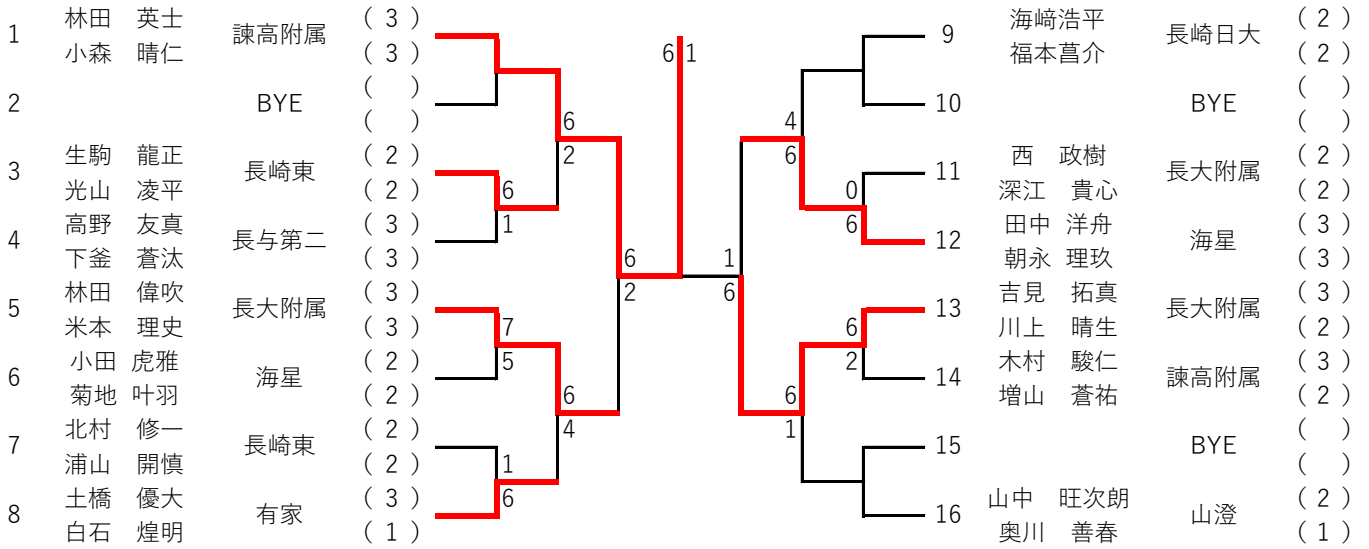 1 林田 英士 小森 晴仁 諫高附属 ( 3 ) ( 3 )
2 BYE ( ) ( )
3 生駒 龍正 光山 凌平 長崎東 ( 2 ) ( 2 )
4 高野 友真 下釜 蒼汰 長与第二 ( 3 ) ( 3 )
5 林田 偉吹 米本 理史 長大附属 ( 3 ) ( 3 )
6 小田 虎雅 菊地 叶羽 海星 ( 2 ) ( 2 )
7 北村 修一 浦山 開慎 長崎東 ( 2 ) ( 2 )
8 土橋 優大 白石 煌明 有家 ( 3 ) ( 1 )
6 2
6 1
7 5
6 4
1 6
6 2
6 1
1 6
4 6
0 6
6 2
6 1
9 海﨑浩平 福本菖介 長崎日大 ( 2 ) ( 2 )
10 BYE ( ) ( )
11 西 政樹 深江 貴心 長大附属 ( 2 ) ( 2 )
12 田中 洋舟 朝永 理玖 海星 ( 3 ) ( 3 )
13 吉見 拓真 川上 晴生 長大附属 ( 3 ) ( 2 )
14 木村 駿仁 増山 蒼祐 諫高附属 ( 3 ) ( 2 )
15 BYE ( ) ( )
16 山中 旺次朗 奥川 善春 山澄 ( 2 ) ( 1 )